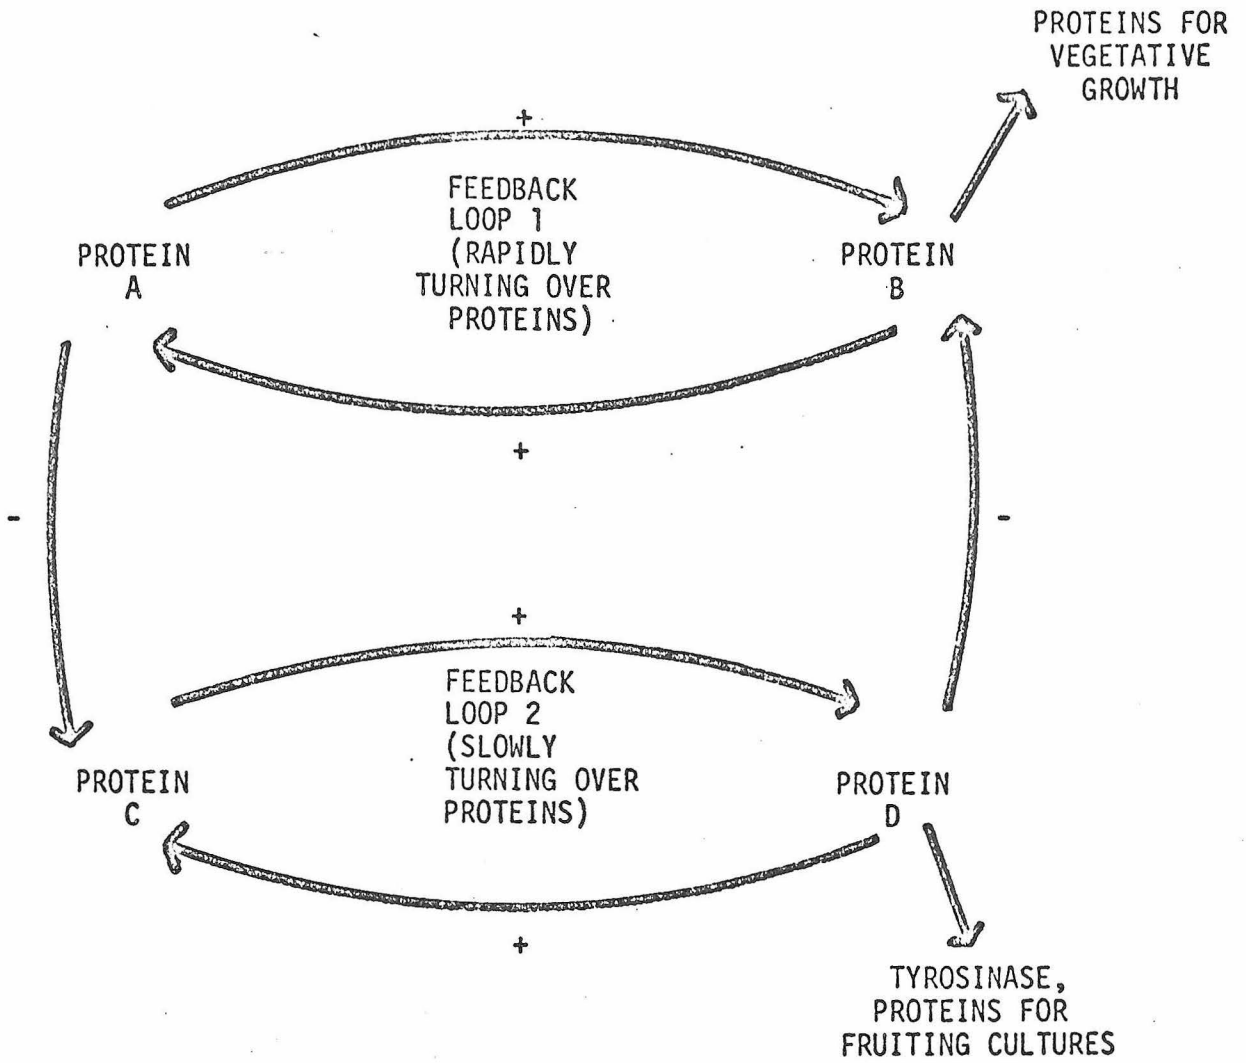 PROTEINS FOR
VEGETATIVE
GROWTH
+
FEEDBACK
LOOP 1
(RAPIDLY
TURNING OVER
PROTEINS)
PROTEIN
A
PROTEIN
B
+
-
-
+
FEEDBACK
LOOP 2
(SLOWLY
TURNING OVER
PROTEINS)
PROTEIN
C
PROTEIN
D
+
TYROSINASE,
PROTEINS FOR
FRUITING CULTURES